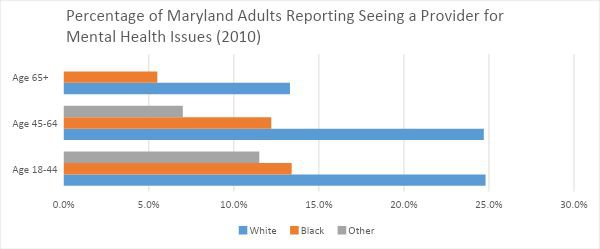 Percentage of Maryland Adults Reporting Seeing a Provider for
Mental Health Issues (2010)
Age 65+
Age 45-64
Age 18-44
0.0% 5.0% 10.0% 15.0% 20.0% 25.0% 30.0%
White Black Other